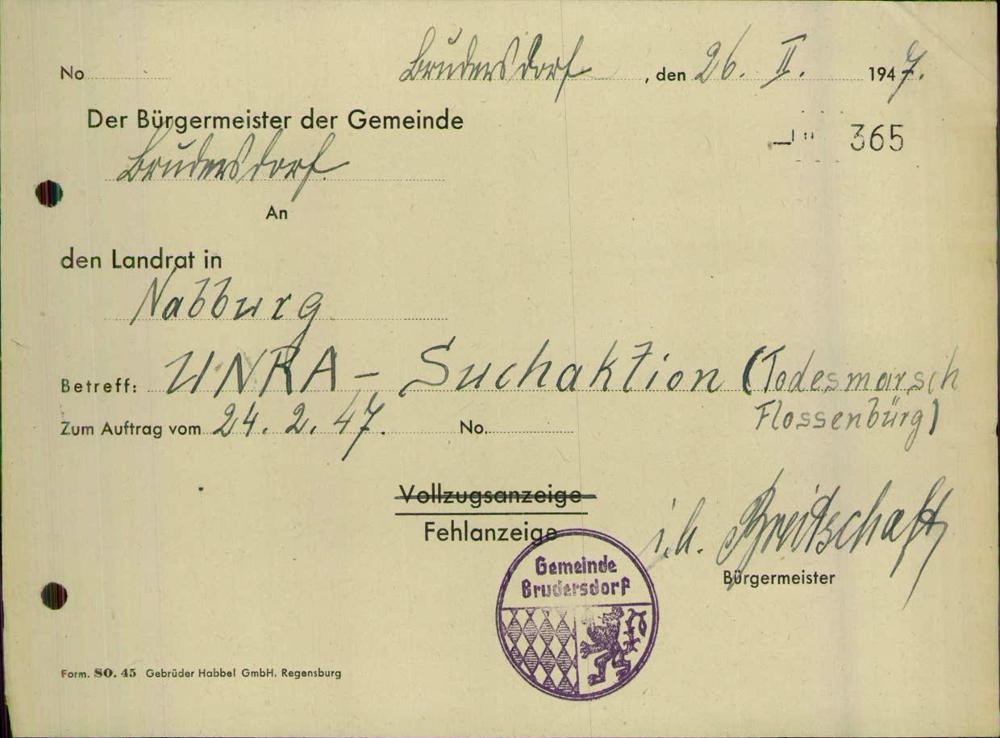 No
Brudersdorf, den 26. II. 1947.
Der Bürgermeister der Gemeinde
Brudersdorf.
365
An
den Landrat in
Nabburg
Betreff: UNRA - Suchaktion (Todesmarsch
Flossenbürg)
Zum Auftrag vom 24. 2. 47. No.
Vollzugsanzeige
Fehlanzeige
Breitschaft
Bürgermeister
Gemeinde
Brudersdorf
Form. SO. 45 Gebrüder Habbel GmbH. Regensburg